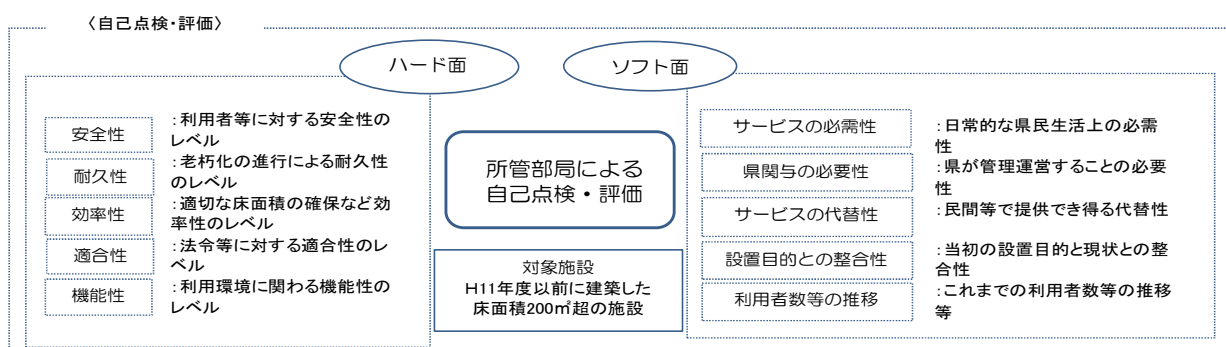 〈自己点検・評価〉
ハード面
ソフト面
安全性
：利用者等に対する安全性の
レベル
耐久性
：老朽化の進行による耐久性
のレベル
効率性
：適切な床面積の確保など効
率性のレベル
適合性
：法令等に対する適合性のレ
ベル
機能性
：利用環境に関わる機能性の
レベル
所管部局による
自己点検・評価
対象施設
H11年度以前に建築した
床面積200㎡超の施設
サービスの必需性
：日常的な県民生活上の必需
性
県関与の必要性
：県が管理運営することの必要
性
サービスの代替性
：民間等で提供でき得る代替性
設置目的との整合性
：当初の設置目的と現状との整
合性
利用者数等の推移
：これまでの利用者数等の推移
等